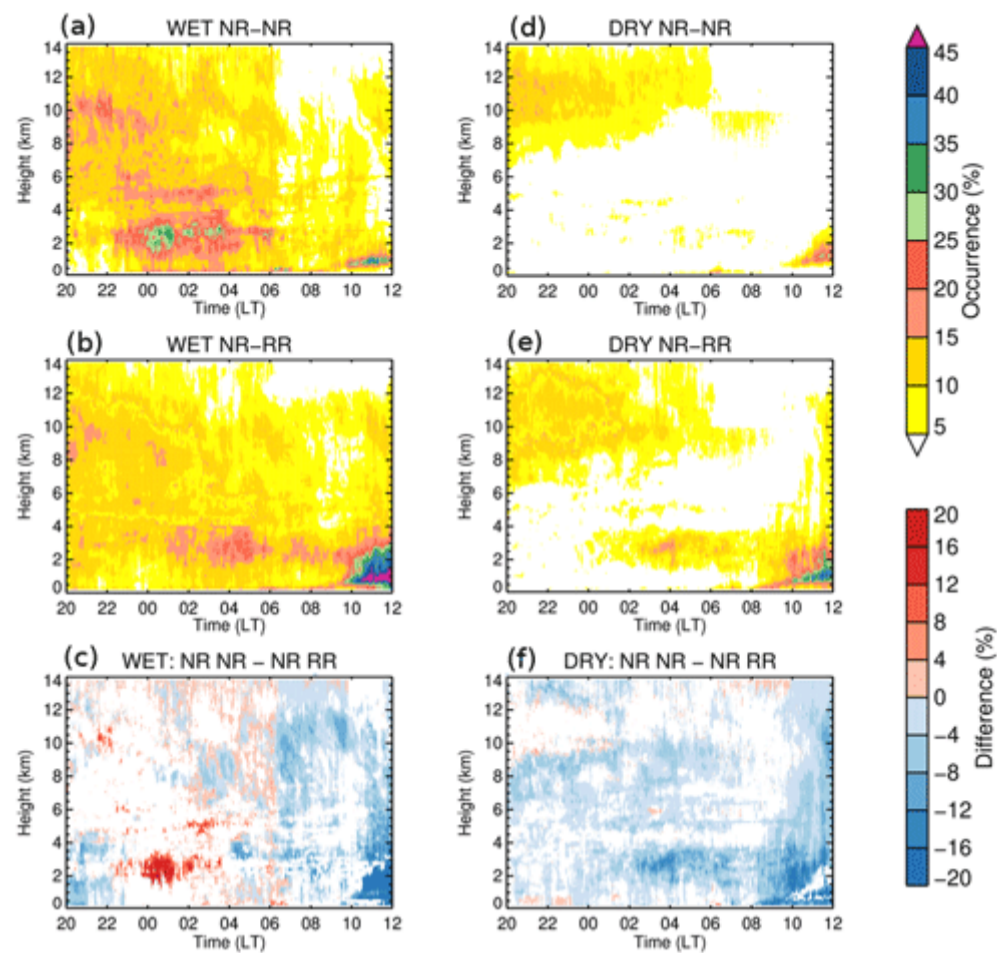 (a) WET NR−NR
14
12
10
8
6
4
2
0
Height (km)
20 22 00 02 04 06 08 10 12
Time (LT)
(d) DRY NR−NR
14
12
10
8
6
4
2
0
Height (km)
20 22 00 02 04 06 08 10 12
Time (LT)
(b) WET NR−RR
14
12
10
8
6
4
2
0
Height (km)
20 22 00 02 04 06 08 10 12
Time (LT)
(e) DRY NR−RR
14
12
10
8
6
4
2
0
Height (km)
20 22 00 02 04 06 08 10 12
Time (LT)
(c) WET: NR NR − NR RR
14
12
10
8
6
4
2
0
Height (km)
20 22 00 02 04 06 08 10 12
Time (LT)
(f) DRY: NR NR − NR RR
14
12
10
8
6
4
2
0
Height (km)
20 22 00 02 04 06 08 10 12
Time (LT)
45
40
35
30
25
20
15
10
5
Occurrence (%)
20
16
12
8
4
0
−4
−8
−12
−16
−20
Difference (%)